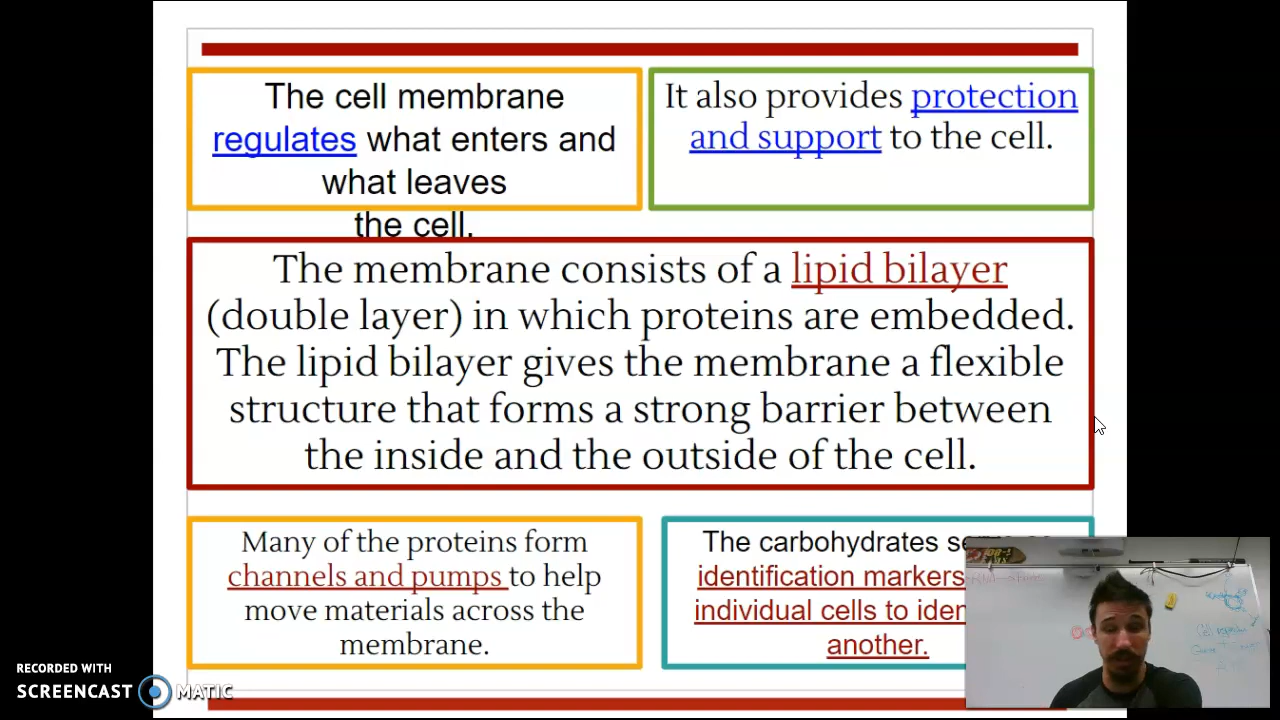 The cell membrane
regulates what enters and
what leaves
the cell.
It also provides protection
and support to the cell.
The membrane consists of a lipid bilayer
(double layer) in which proteins are embedded.
The lipid bilayer gives the membrane a flexible
structure that forms a strong barrier between
the inside and the outside of the cell.
Many of the proteins form
channels and pumps to help
move materials across the
membrane.
The carbohydrates
identification markers
individual cells to
another.
RECORDED WITH
SCREENCAST MATIC